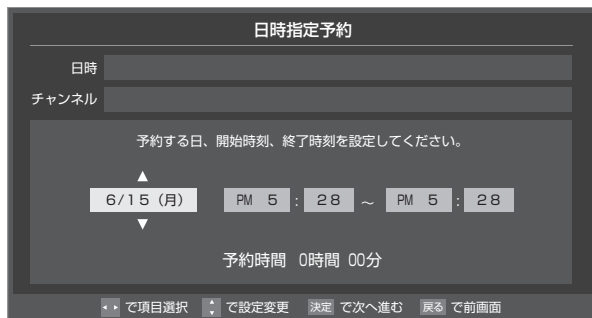 日時指定予約
日時
チャンネル
予約する日、開始時刻、終了時刻を設定してください。
▲
6/15(月) PM 5:28 ～ PM 5:28
▼
予約時間 0時間 00分
で項目選択 で設定変更 決定 で次へ進む 戻る で前画面